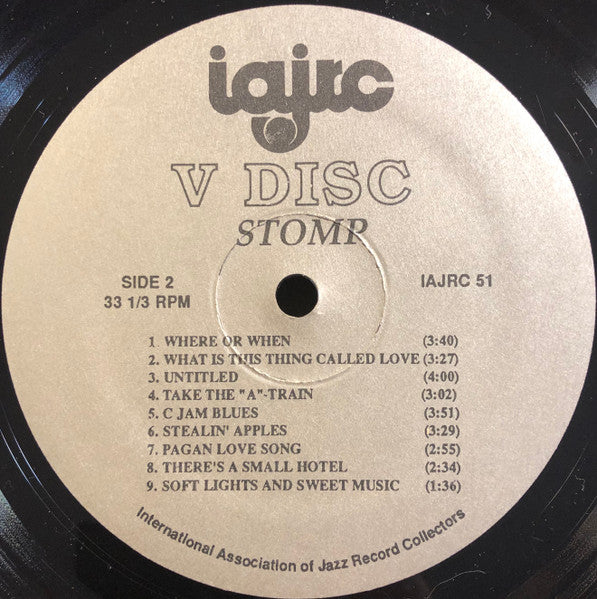 iajrc
V DISC
STOMP
SIDE 2
33 1/3 RPM
IAJRC 51
1 WHERE OR WHEN (3:40)
2. WHAT IS THIS THING CALLED LOVE (3:27)
3. UNTITLED (4:00)
4. TAKE THE "A"-TRAIN (3:02)
5. C JAM BLUES (3:51)
6. STEALIN' APPLES (3:29)
7. PAGAN LOVE SONG (2:55)
8. THERE'S A SMALL HOTEL (2:34)
9. SOFT LIGHTS AND SWEET MUSIC (1:36)
International Association of Jazz Record Collectors